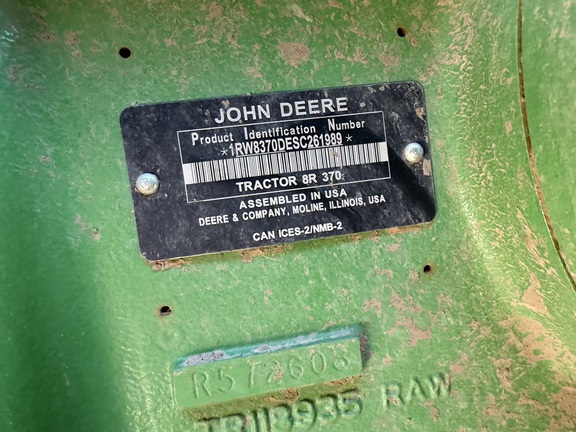 JOHN DEERE
Product Identification Number
*1RW8370DESC261989*
TRACTOR 8R 370
ASSEMBLED IN USA
DEERE & COMPANY, MOLINE, ILLINOIS, USA
CAN ICES-2/NMB-2
R572608
RAW